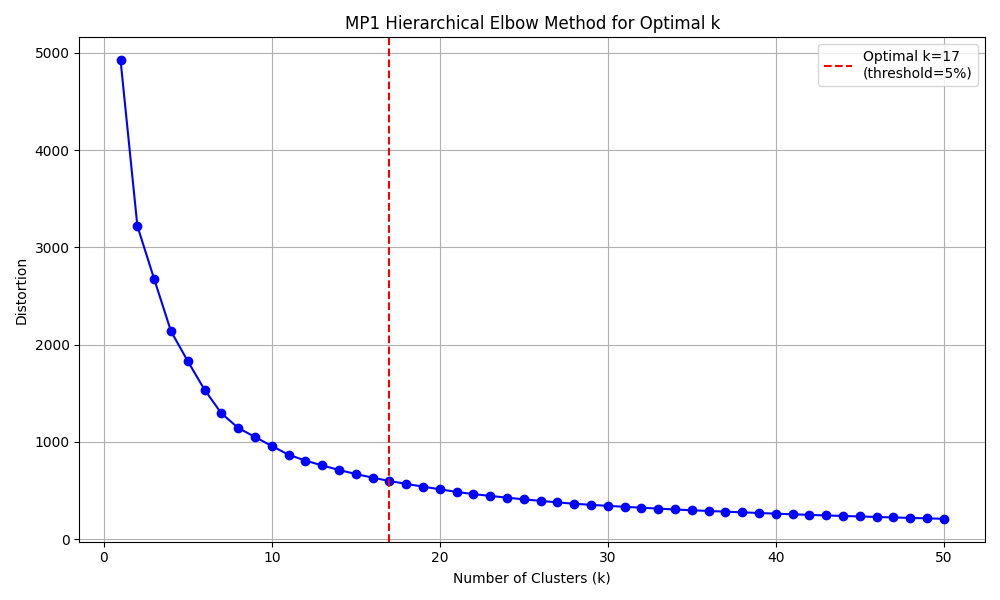 MP1 Hierarchical Elbow Method for Optimal k
Optimal k=17
(threshold=5%)
Distortion
5000
4000
3000
2000
1000
0
0 10 20 30 40 50
Number of Clusters (k)